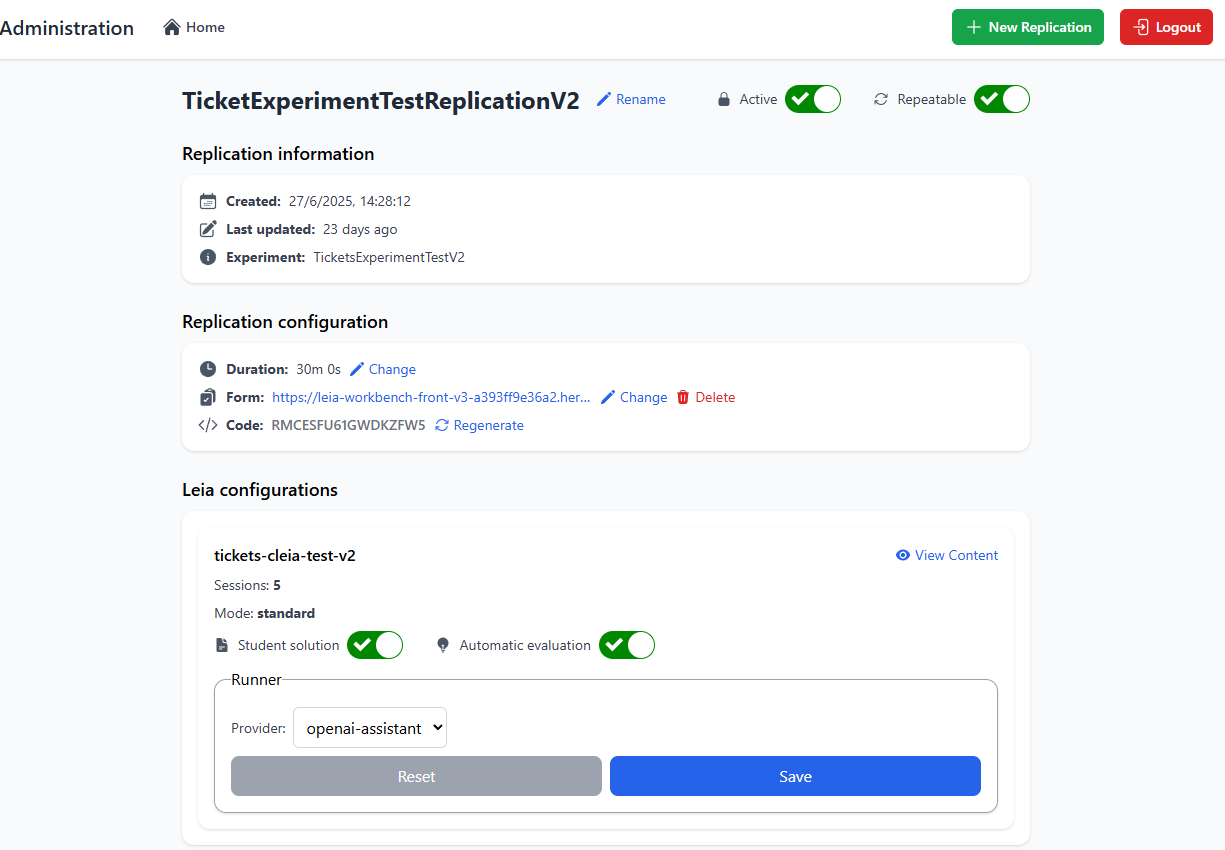 Administration Home New Replication Logout
TicketExperimentTestReplicationV2 Rename Active Repeatable
Replication information
Created: 27/6/2025, 14:28:12
Last updated: 23 days ago
Experiment: TicketsExperimentTestV2
Replication configuration
Duration: 30m 0s Change
Form: https://leia-workbench-front-v3-a393ff9e36a2.her... Change Delete
Code: RMCESFU61GWDKZFW5 Regenerate
Leia configurations
tickets-cleia-test-v2 View Content
Sessions: 5
Mode: standard
Student solution Automatic evaluation
Runner
Provider: openai-assistant
Reset Save